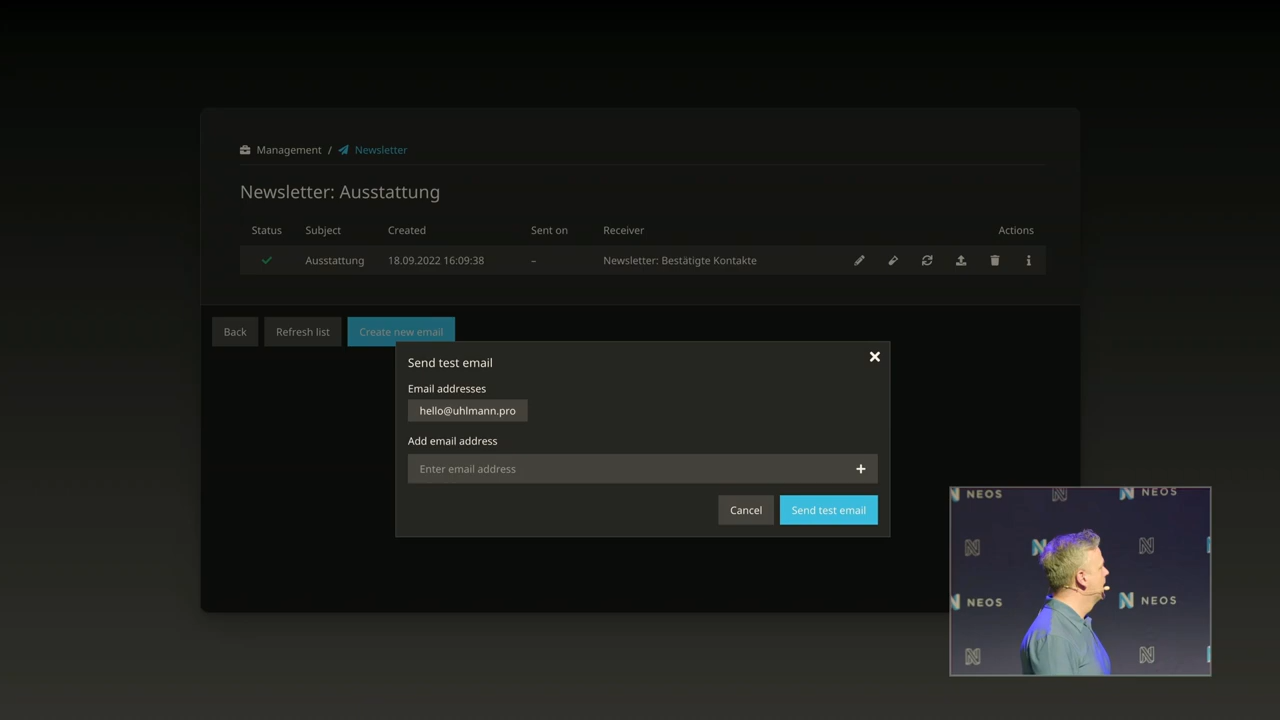 Management / Newsletter
Newsletter: Ausstattung
Status Subject Created Sent on Receiver Actions
Ausstattung 18.09.2022 16:09:38 – Newsletter: Bestätigte Kontakte
Back Refresh list Create new email
Send test email
Email addresses
hello@uhlmann.pro
Add email address
Enter email address
Cancel Send test email
NEOS NEOS
NEOS NEOS